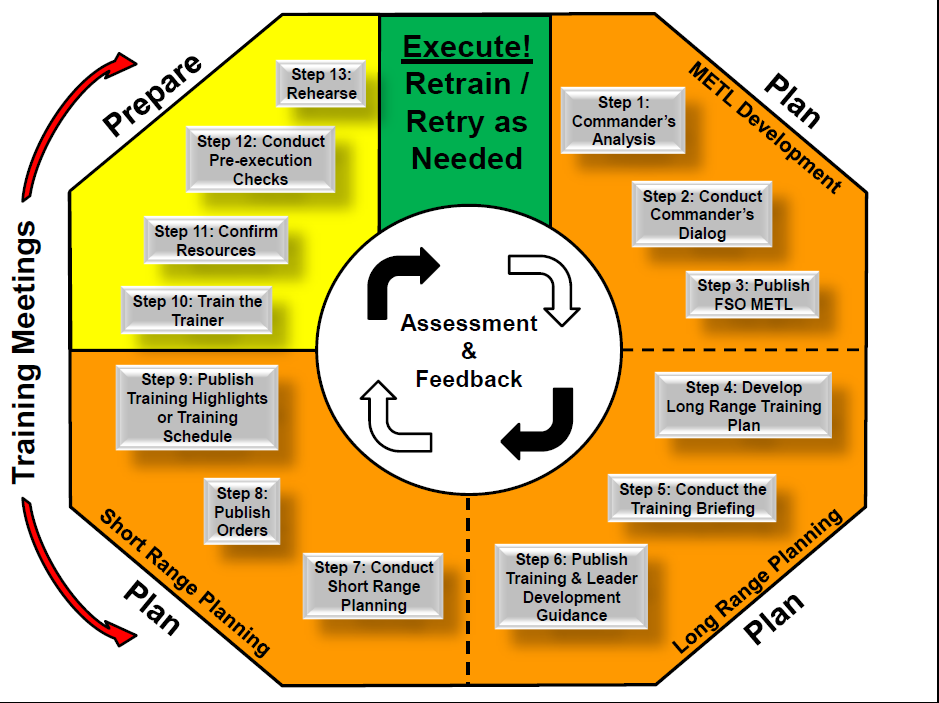 Execute!
Retrain /
Retry as
Needed
Plan
METL Development
Step 1:
Commander's
Analysis
Step 2: Conduct
Commander's
Dialog
Step 3: Publish
FSO METL
Step 4: Develop
Long Range Training
Plan
Step 5: Conduct the
Training Briefing
Step 6: Publish
Training & Leader
Development
Guidance
Long Range Planning
Plan
Step 7: Conduct
Short Range
Planning
Step 8:
Publish
Orders
Step 9: Publish
Training Highlights
or Training
Schedule
Short Range Planning
Plan
Step 10: Train the
Trainer
Step 11: Confirm
Resources
Step 12: Conduct
Pre-execution
Checks
Step 13:
Rehearse
Prepare
Training Meetings
Assessment
&
Feedback